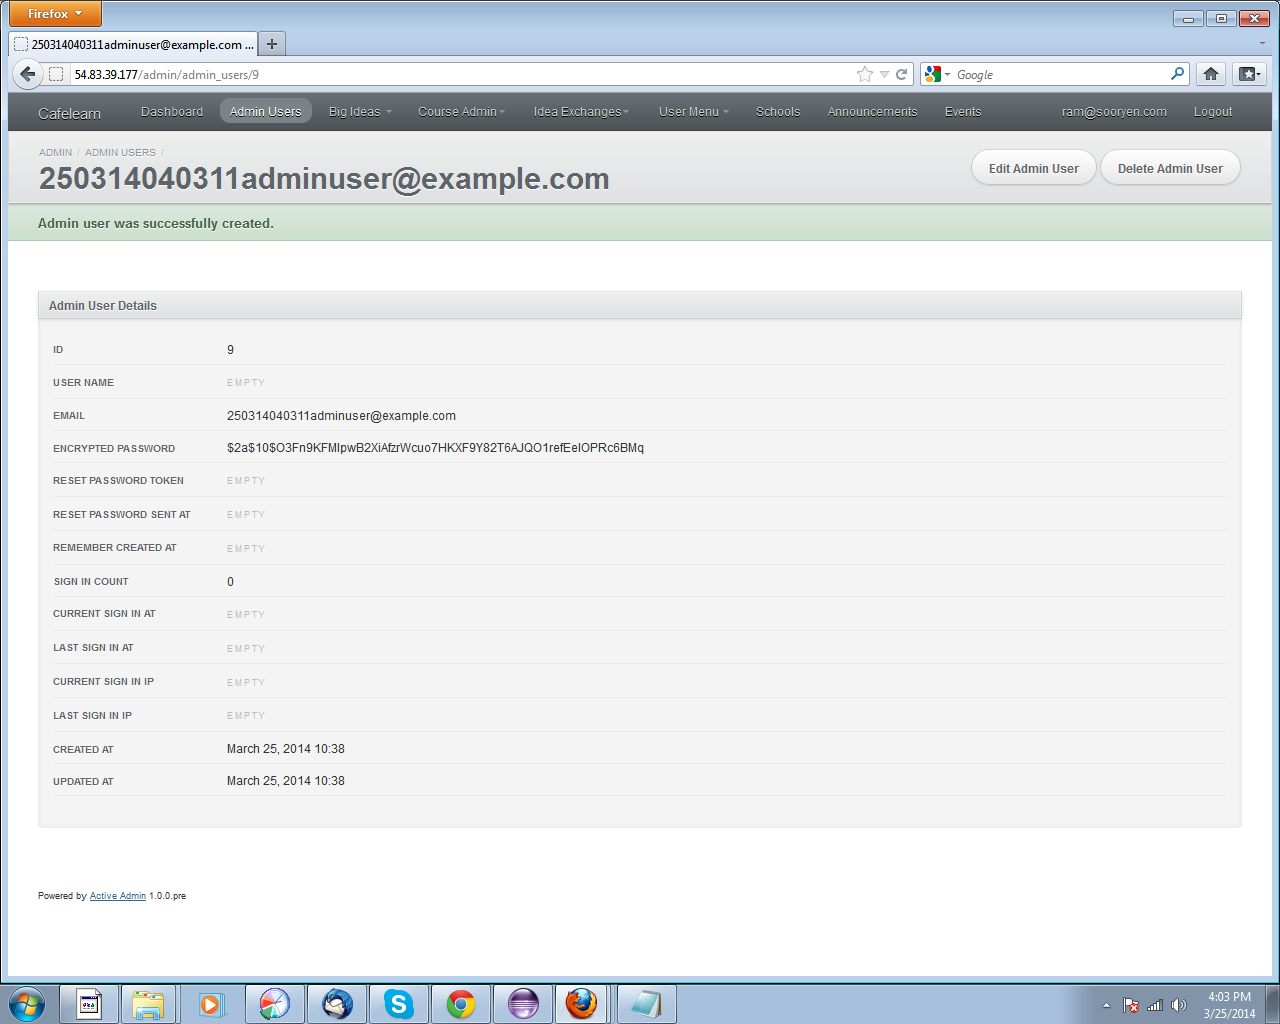 Firefox
250314040311adminuser@example.com ...
54.83.39.177/admin/admin_users/9
Google
Cafelearn Dashboard Admin Users Big Ideas Course Admin Idea Exchanges User Menu Schools Announcements Events ram@sooryen.com Logout
ADMIN / ADMIN USERS /
250314040311adminuser@example.com
Edit Admin User Delete Admin User
Admin user was successfully created.
Admin User Details
ID 9
USER NAME EMPTY
EMAIL 250314040311adminuser@example.com
ENCRYPTED PASSWORD $2a$10$O3Fn9KFMlpwB2XiAfzrWcuo7HKXF9Y82T6AJQO1refEelOPRc6BMq
RESET PASSWORD TOKEN EMPTY
RESET PASSWORD SENT AT EMPTY
REMEMBER CREATED AT EMPTY
SIGN IN COUNT 0
CURRENT SIGN IN AT EMPTY
LAST SIGN IN AT EMPTY
CURRENT SIGN IN IP EMPTY
LAST SIGN IN IP EMPTY
CREATED AT March 25, 2014 10:38
UPDATED AT March 25, 2014 10:38
Powered by Active Admin 1.0.0.pre
4:03 PM
3/25/2014